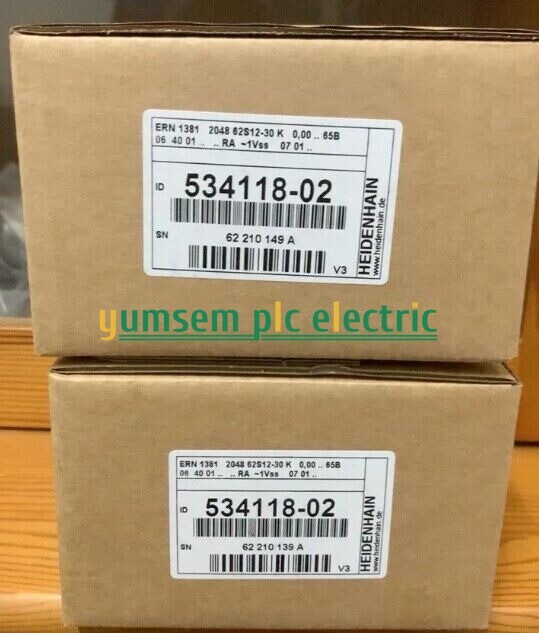 ERN 1381 2048 62S12-30 K 0,00 .. 65B
06 40 01 .. .. RA ~1Vss 07 01 ..
ID 534118-02
SN 62 210 149 A
V3
HEIDENHAIN
www.heidenhain.de
yumsem plc electric
ERN 1381 2048 62S12-30 K 0,00 .. 65B
06 40 01 .. .. RA ~1Vss 07 01 ..
ID 534118-02
SN 62 210 139 A
V3
HEIDENHAIN
www.heidenhain.de